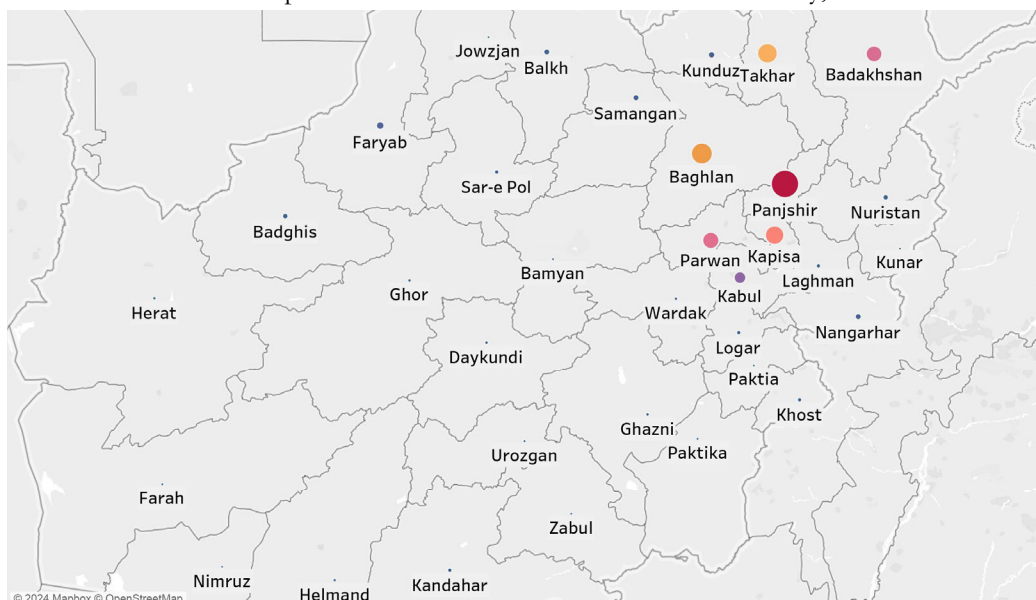 Jowzjan
Balkh
Kunduz
Takhar
Badakhshan
Samangan
Faryab
Baghlan
Sar-e Pol
Panjshir
Nuristan
Badghis
Parwan
Kapisa
Kunar
Bamyan
Laghman
Ghor
Kabul
Herat
Wardak
Nangarhar
Logar
Daykundi
Paktia
Khost
Ghazni
Paktika
Urozgan
Farah
Zabul
Nimruz
Kandahar
Helmand
© 2024 Mapbox © OpenStreetMap